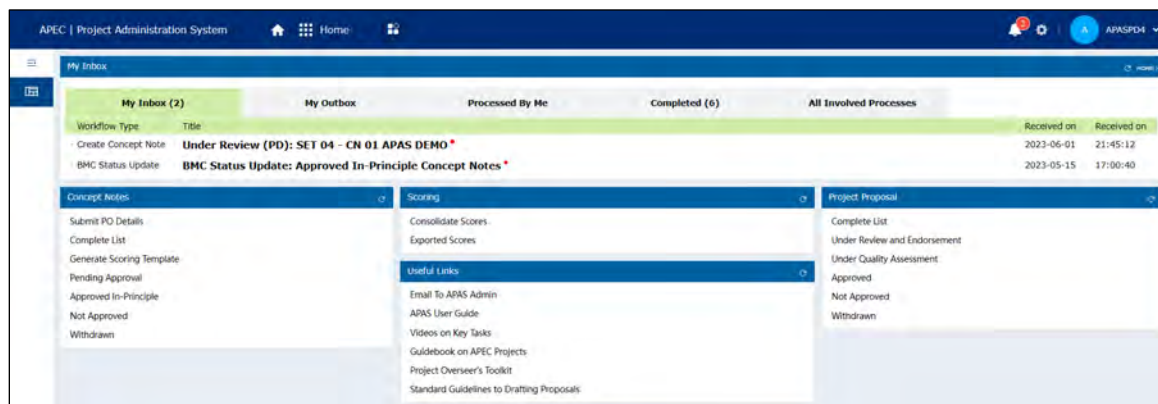 APEC | Project Administration System Home A APASPD4
My Inbox
My Inbox (2) My Outbox Processed By Me Completed (6) All Involved Processes
Workflow Type Title Received on Received on
Create Concept Note Under Review (PD): SET 04 - CN 01 APAS DEMO * 2023-06-01 21:45:12
BMC Status Update BMC Status Update: Approved In-Principle Concept Notes * 2023-05-15 17:00:40
Concept Notes
Submit PO Details
Complete List
Generate Scoring Template
Pending Approval
Approved In-Principle
Not Approved
Withdrawn
Scoring
Consolidate Scores
Exported Scores
Useful Links
Email To APAS Admin
APAS User Guide
Videos on Key Tasks
Guidebook on APEC Projects
Project Overseer's Toolkit
Standard Guidelines to Drafting Proposals
Project Proposal
Complete List
Under Review and Endorsement
Under Quality Assessment
Approved
Not Approved
Withdrawn